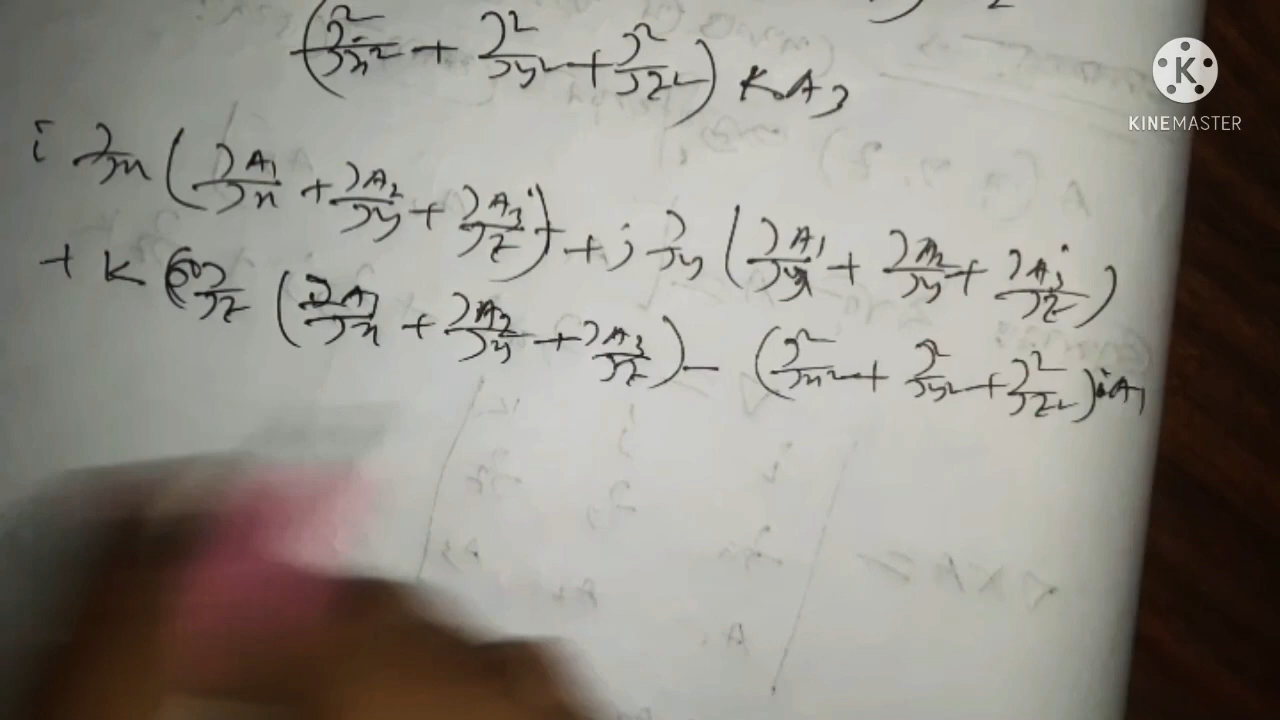 (∂²/∂x² + ∂²/∂y² + ∂²/∂z²) K A₃
K
KINEMASTER
i ∂/∂x (∂A₁/∂x + ∂A₂/∂y + ∂A₃/∂z) + j ∂/∂y (∂A₁/∂x + ∂A₂/∂y + ∂A₃/∂z)
+ K ∂/∂z (∂A₁/∂x + ∂A₂/∂y + ∂A₃/∂z) - (∂²/∂x² + ∂²/∂y² + ∂²/∂z²) iA₁